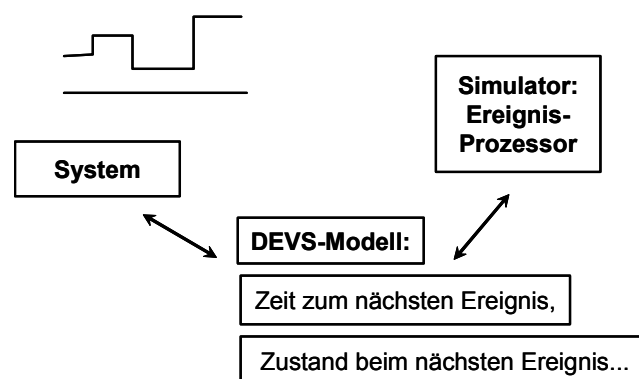 Simulator:
Ereignis-
Prozessor
System
DEVS-Modell:
Zeit zum nächsten Ereignis,
Zustand beim nächsten Ereignis...